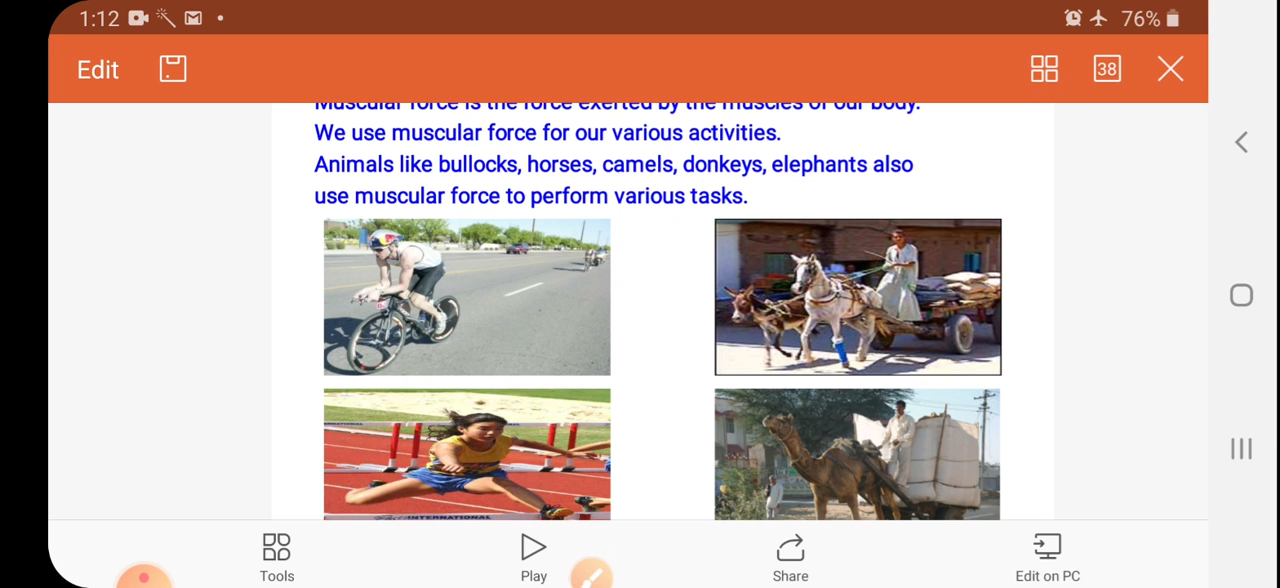 1:12
76%
Edit
38
Muscular force is the force exerted by the muscles of our body.
We use muscular force for our various activities.
Animals like bullocks, horses, camels, donkeys, elephants also
use muscular force to perform various tasks.
INTERNATIONAL
Tools
Play
Share
Edit on PC